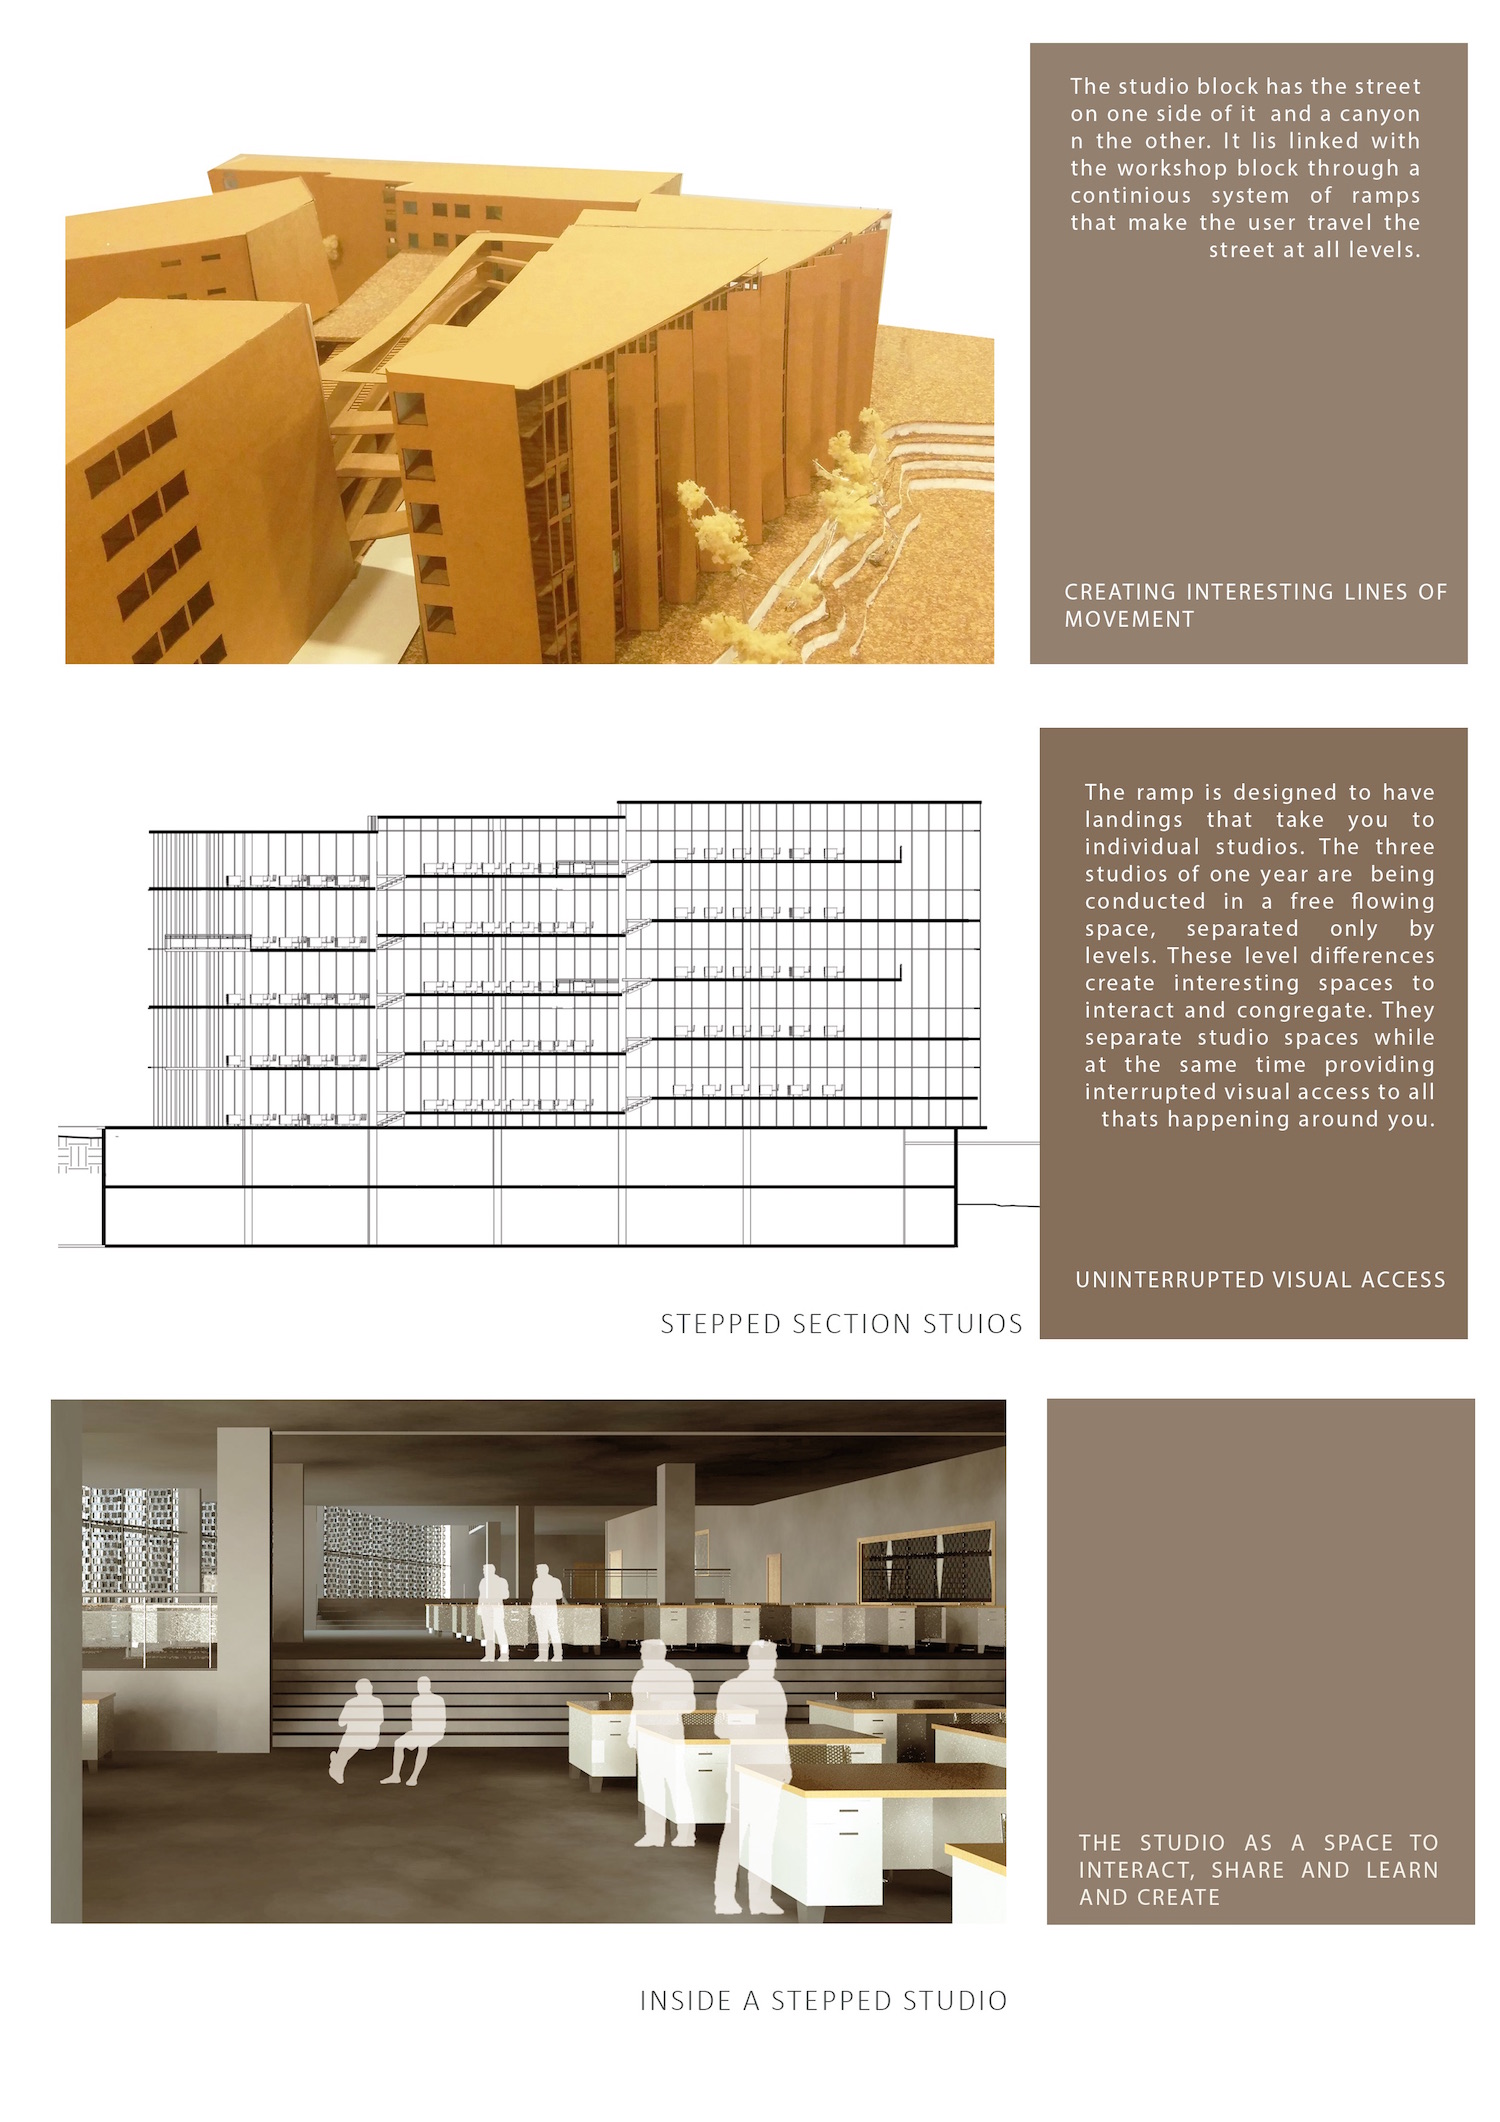 The studio block has the street
on one side of it and a canyon
n the other. It lis linked with
the workshop block through a
continious system of ramps
that make the user travel the
street at all levels.
CREATING INTERESTING LINES OF
MOVEMENT
The ramp is designed to have
landings that take you to
individual studios. The three
studios of one year are being
conducted in a free flowing
space, separated only by
levels. These level differences
create interesting spaces to
interact and congregate. They
separate studio spaces while
at the same time providing
interrupted visual access to all
thats happening around you.
UNINTERRUPTED VISUAL ACCESS
STEPPED SECTION STUIOS
THE STUDIO AS A SPACE TO
INTERACT, SHARE AND LEARN
AND CREATE
INSIDE A STEPPED STUDIO